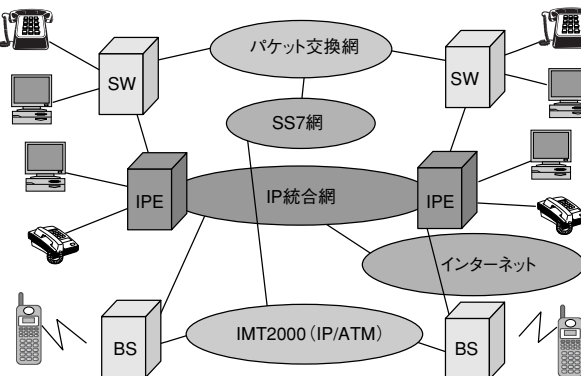 パケット交換網
SW
SW
SS7網
IPE
IP統合網
IPE
インターネット
BS
IMT2000（IP/ATM）
BS